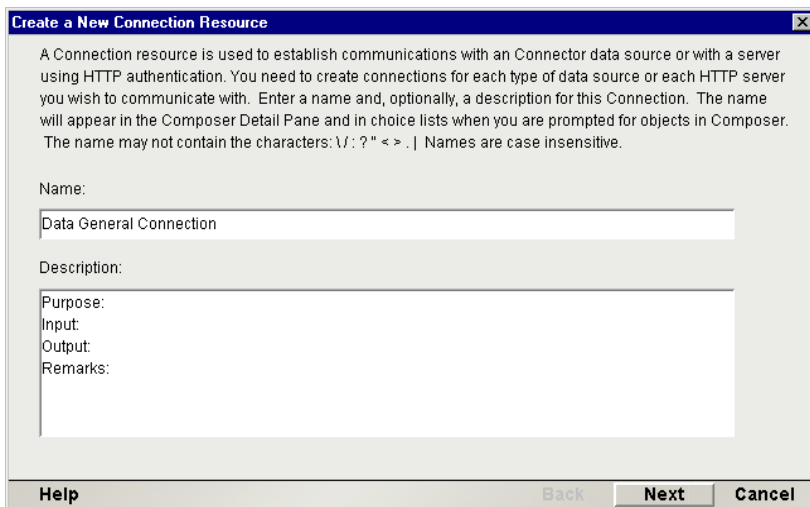 Create a New Connection Resource
A Connection resource is used to establish communications with an Connector data source or with a server
using HTTP authentication. You need to create connections for each type of data source or each HTTP server
you wish to communicate with.  Enter a name and, optionally, a description for this Connection.  The name
will appear in the Composer Detail Pane and in choice lists when you are prompted for objects in Composer.
The name may not contain the characters: \ / : ? " < > . |  Names are case insensitive.
Name:
Data General Connection
Description:
Purpose:
Input:
Output:
Remarks:
Help Back Next Cancel